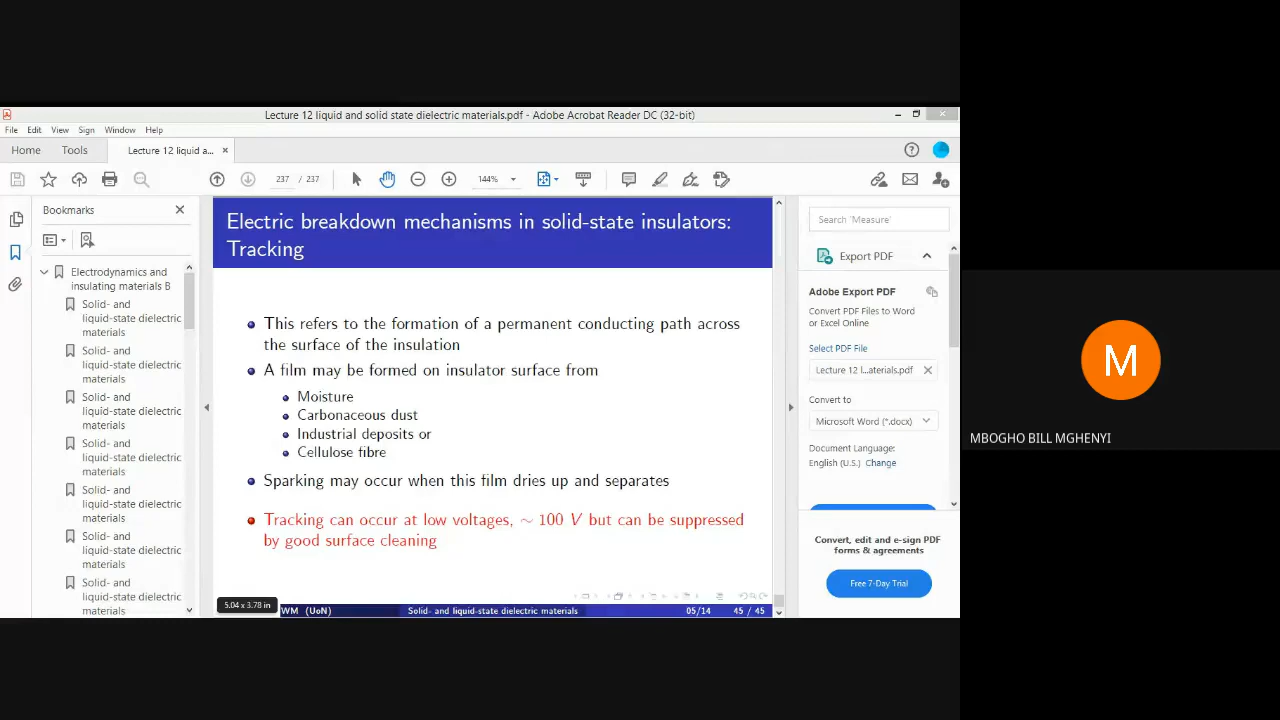 Lecture 12 liquid and solid state dielectric materials.pdf - Adobe Acrobat Reader DC (32-bit)
File Edit View Sign Window Help
Home Tools Lecture 12 liquid a... ×
237 / 237 144%
Bookmarks
Electrodynamics and
insulating materials B
Solid- and
liquid-state dielectric
materials
Solid- and
liquid-state dielectric
materials
Solid- and
liquid-state dielectric
materials
Solid- and
liquid-state dielectric
materials
Solid- and
liquid-state dielectric
materials
Solid- and
liquid-state dielectric
materials
Solid- and
liquid-state dielectric
materials
Electric breakdown mechanisms in solid-state insulators:
Tracking
This refers to the formation of a permanent conducting path across
the surface of the insulation
A film may be formed on insulator surface from
Moisture
Carbonaceous dust
Industrial deposits or
Cellulose fibre
Sparking may occur when this film dries up and separates
Tracking can occur at low voltages, ∼ 100 V but can be suppressed
by good surface cleaning
5.04 x 3.78 in
WM (UoN) Solid- and liquid-state dielectric materials 05/14 45 / 45
Search 'Measure'
Export PDF
Adobe Export PDF
Convert PDF Files to Word
or Excel Online
Select PDF File
Lecture 12 l...aterials.pdf
Convert to
Microsoft Word (*.docx)
Document Language:
English (U.S.) Change
Convert, edit and e-sign PDF
forms & agreements
Free 7-Day Trial
M
MBOGHO BILL MGHENYI